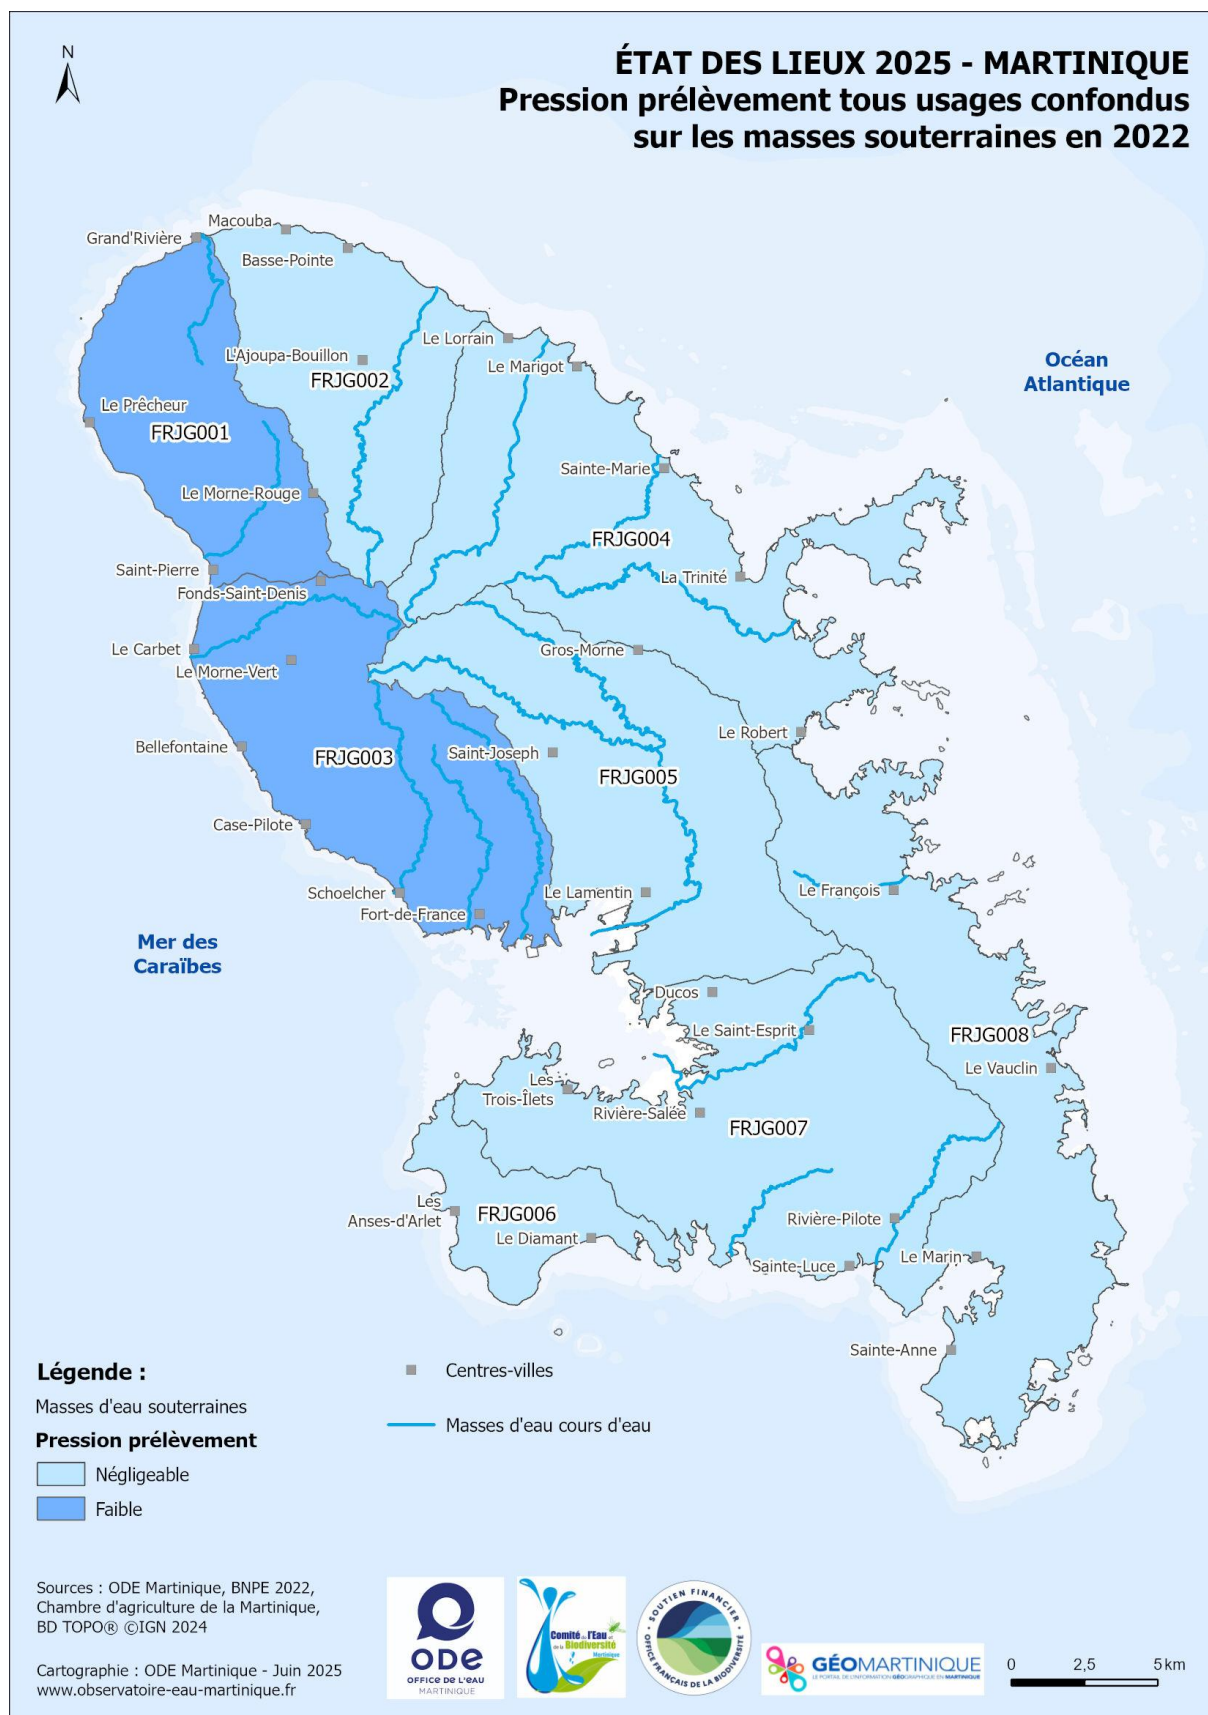 N
ÉTAT DES LIEUX 2025 - MARTINIQUE
Pression prélèvement tous usages confondus
sur les masses souterraines en 2022
Macouba
Grand'Rivière
Basse-Pointe
Le Lorrain
L'Ajoupa-Bouillon
Le Marigot
Océan
Atlantique
FRJG002
Le Prêcheur
FRJG001
Sainte-Marie
Le Morne-Rouge
FRJG004
Saint-Pierre
La Trinité
Fonds-Saint-Denis
Le Carbet
Gros-Morne
Le Morne-Vert
Le Robert
Bellefontaine
Saint-Joseph
FRJG003
FRJG005
Case-Pilote
Schoelcher
Le Lamentin
Le François
Fort-de-France
Mer des
Caraïbes
Ducos
Le Saint-Esprit
FRJG008
Le Vauclin
Les
Trois-Îlets
Rivière-Salée
FRJG007
Les
Anses-d'Arlet
FRJG006
Rivière-Pilote
Le Diamant
Le Marin
Sainte-Luce
Sainte-Anne
Légende :
Masses d'eau souterraines
Pression prélèvement
Négligeable
Faible
Centres-villes
Masses d'eau cours d'eau
Sources : ODE Martinique, BNPE 2022,
Chambre d'agriculture de la Martinique,
BD TOPO® ©IGN 2024
Cartographie : ODE Martinique - Juin 2025
www.observatoire-eau-martinique.fr
ODE
OFFICE DE L'EAU
MARTINIQUE
Comité de l'Eau et
de la Biodiversité
Martinique
SOUTIEN FINANCIER
OFFICE FRANÇAIS DE LA BIODIVERSITÉ
GÉOMARTINIQUE
LE PORTAIL DE L'INFORMATION GÉOGRAPHIQUE EN MARTINIQUE
0 2,5 5 km